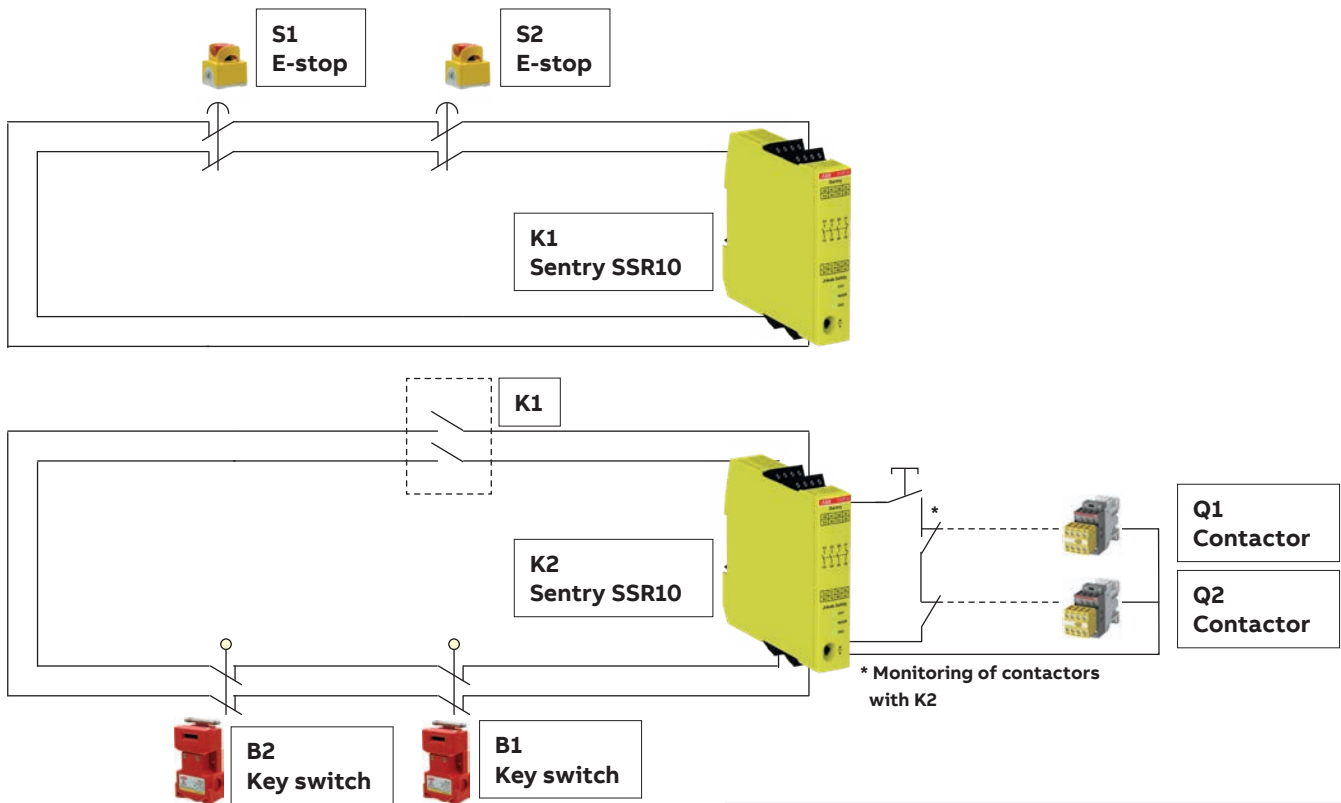 S1
E-stop
S2
E-stop
K1
Sentry SSR10
K1
K2
Sentry SSR10
*
Q1
Contactor
Q2
Contactor
* Monitoring of contactors
with K2
B2
Key switch
B1
Key switch